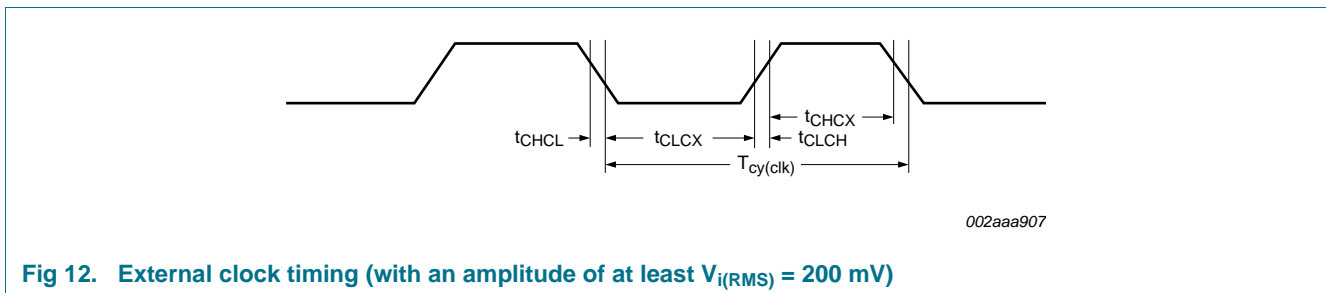 tCHCX
tCHCL
tCLCX
tCLCH
Tcy(clk)
002aaa907
Fig 12. External clock timing (with an amplitude of at least Vi(RMS) = 200 mV)